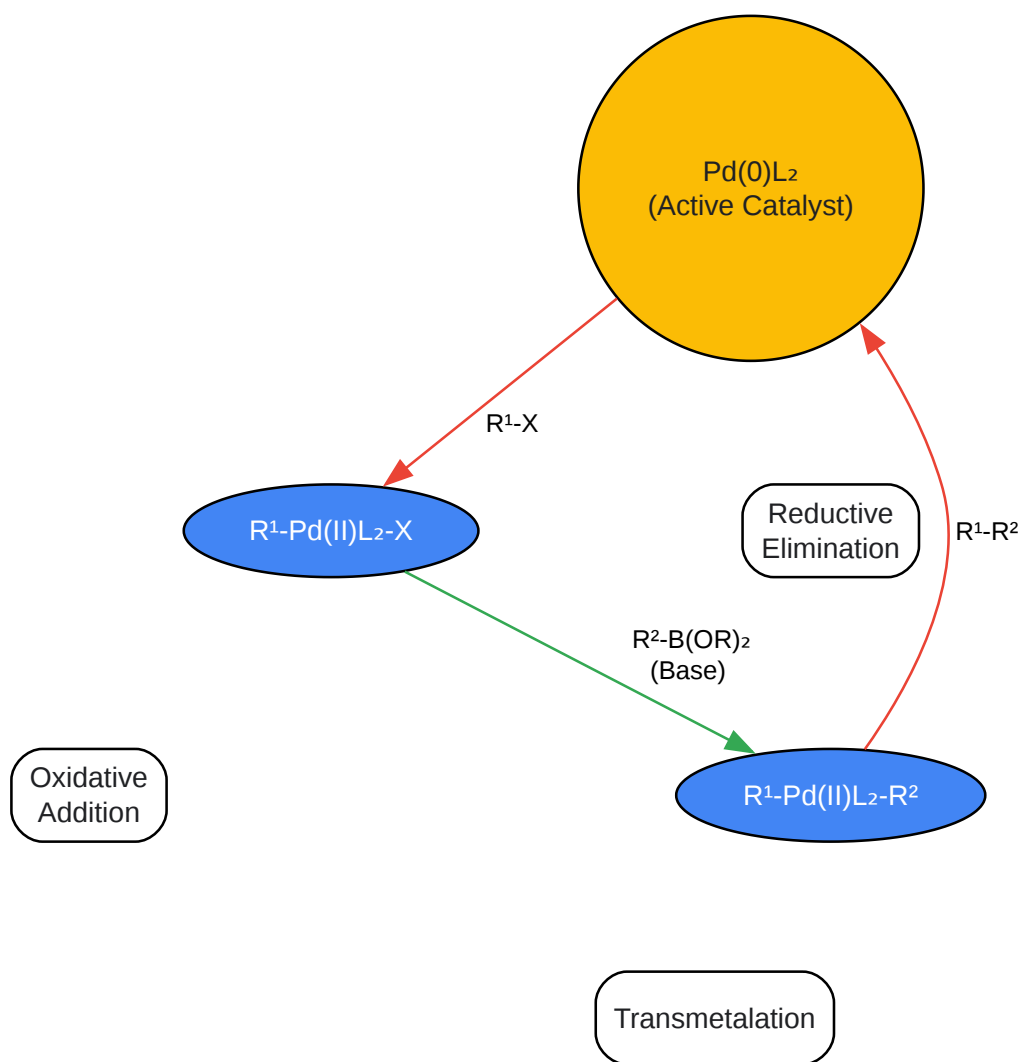 Pd(0)L₂
(Active Catalyst)
R¹-X
R¹-Pd(II)L₂-X
Reductive
Elimination
R¹-R²
R²-B(OR)₂
(Base)
Oxidative
Addition
R¹-Pd(II)L₂-R²
Transmetalation